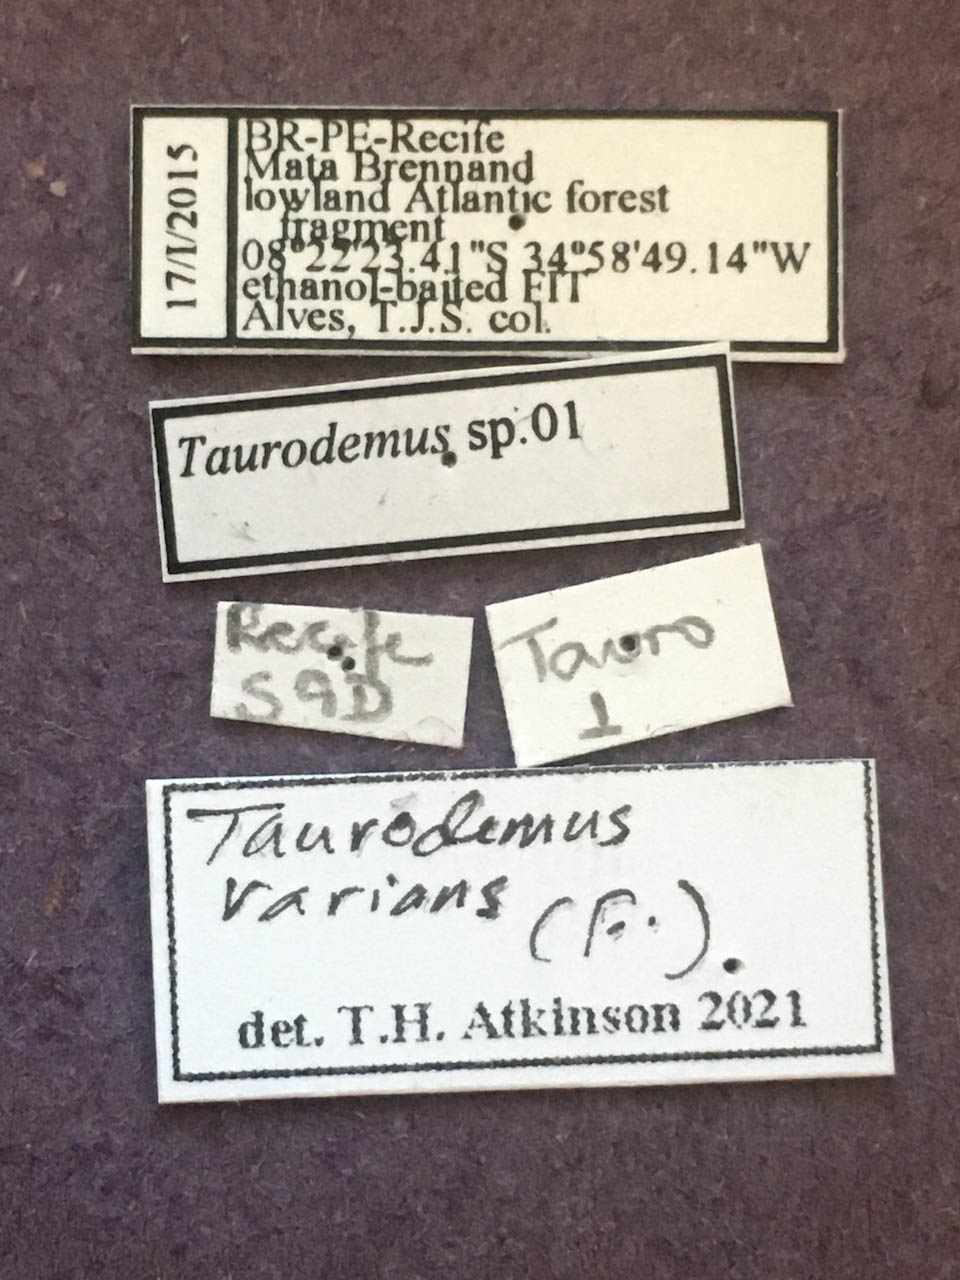 17/I/2015
BR-PE-Recife
Mata Brennand
lowland Atlantic forest
fragment
08°22'23.41"S 34°58'49.14"W
ethanol-baited FIT
Alves, T.J.S. col.
Taurodemus sp.01
Recife
S9D
Tauro
1
Taurodemus
varians (F.)
det. T.H. Atkinson 2021